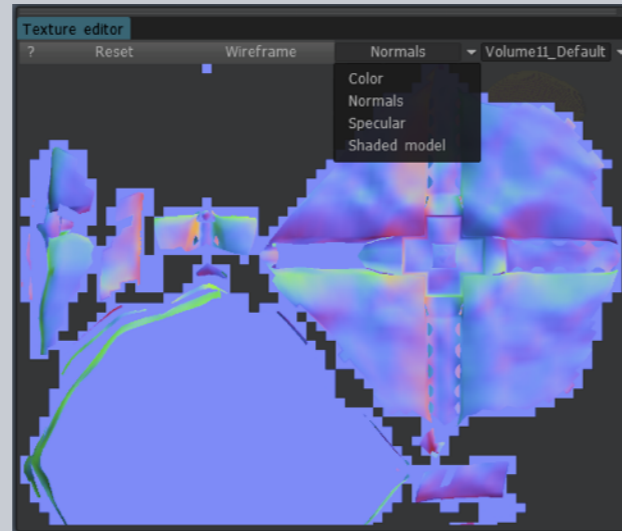 Texture editor
? Reset Wireframe Normals Volume11_Default
Color
Normals
Specular
Shaded model